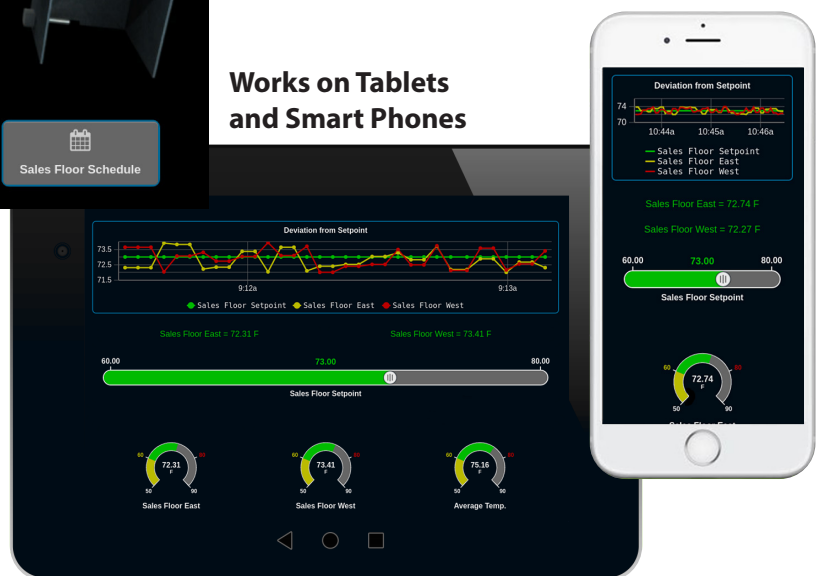 Works on Tablets
and Smart Phones
Sales Floor Schedule
Deviation from Setpoint
73.5
72.5
71.5
9:12a
9:13a
Sales Floor Setpoint
Sales Floor East
Sales Floor West
Sales Floor East = 72.31 F
Sales Floor West = 73.41 F
60.00
73.00
80.00
Sales Floor Setpoint
60
80
72.31
F
50
90
Sales Floor East
60
80
73.41
F
50
90
Sales Floor West
60
80
75.16
F
50
90
Average Temp.
Deviation from Setpoint
74
70
10:44a
10:45a
10:46a
Sales Floor Setpoint
Sales Floor East
Sales Floor West
Sales Floor East = 72.74 F
Sales Floor West = 72.27 F
60.00
73.00
80.00
Sales Floor Setpoint
60
80
72.74
F
50
90